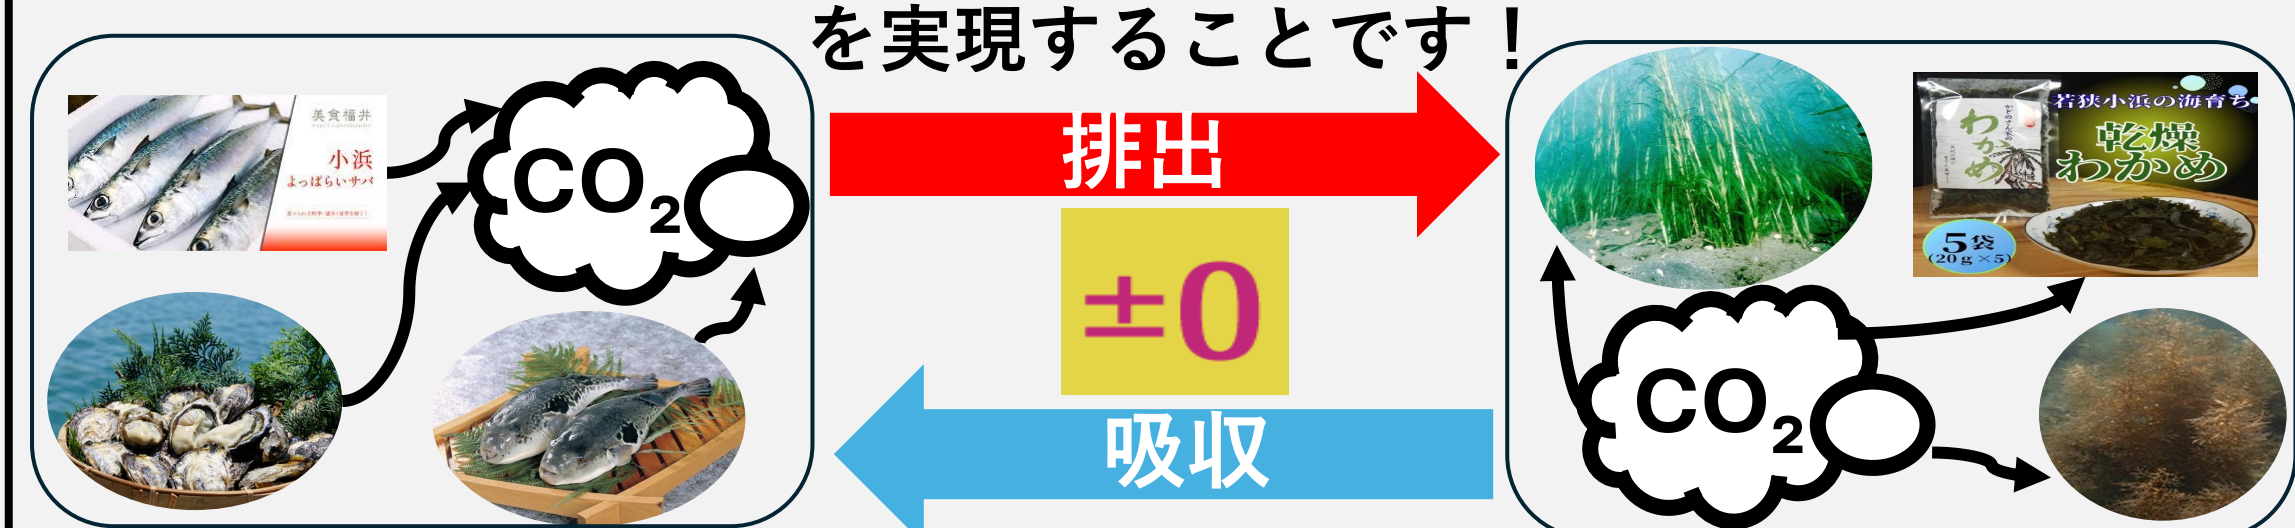 を実現することです!
美食福井
小浜
よっぱらいサバ
CO₂
排出
±0
吸収
若狭小浜の海育ち
乾燥
わかめ
わかめ
5袋
(20g×5)
CO₂